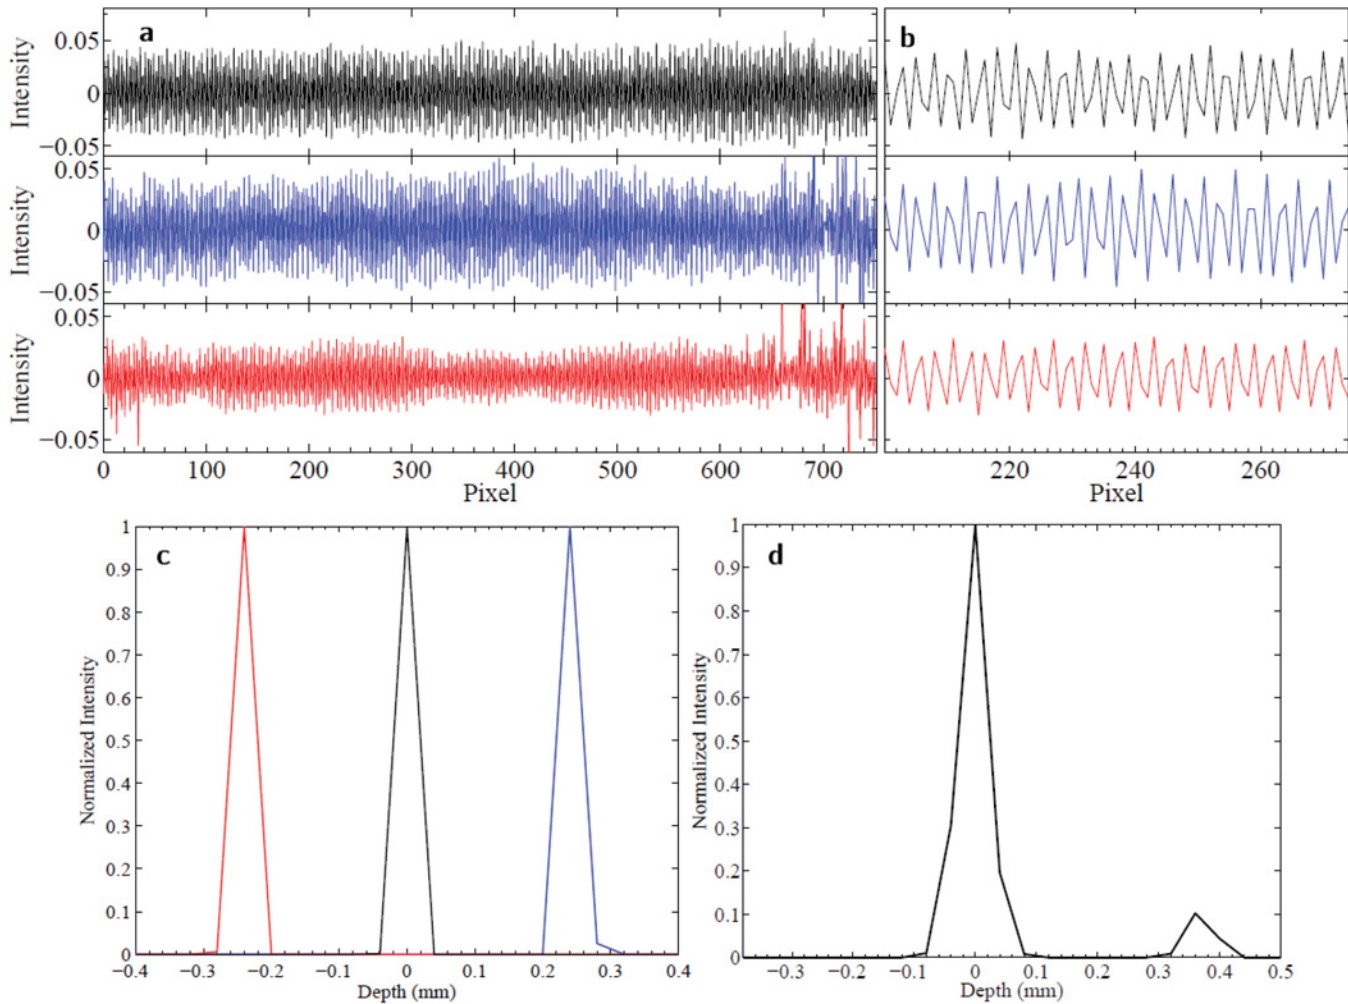 a
b
Intensity
0.05
0
−0.05
Intensity
0.05
0
−0.05
Intensity
0.05
0
−0.05
0 100 200 300 400 500 600 700
220 240 260
Pixel
Pixel
c
1
0.9
0.8
0.7
0.6
0.5
0.4
0.3
0.2
0.1
0
Normalized Intensity
−0.4 −0.3 −0.2 −0.1 0 0.1 0.2 0.3 0.4
Depth (mm)
d
1
0.9
0.8
0.7
0.6
0.5
0.4
0.3
0.2
0.1
0
Normalized Intensity
−0.3 −0.2 −0.1 0 0.1 0.2 0.3 0.4 0.5
Depth (mm)